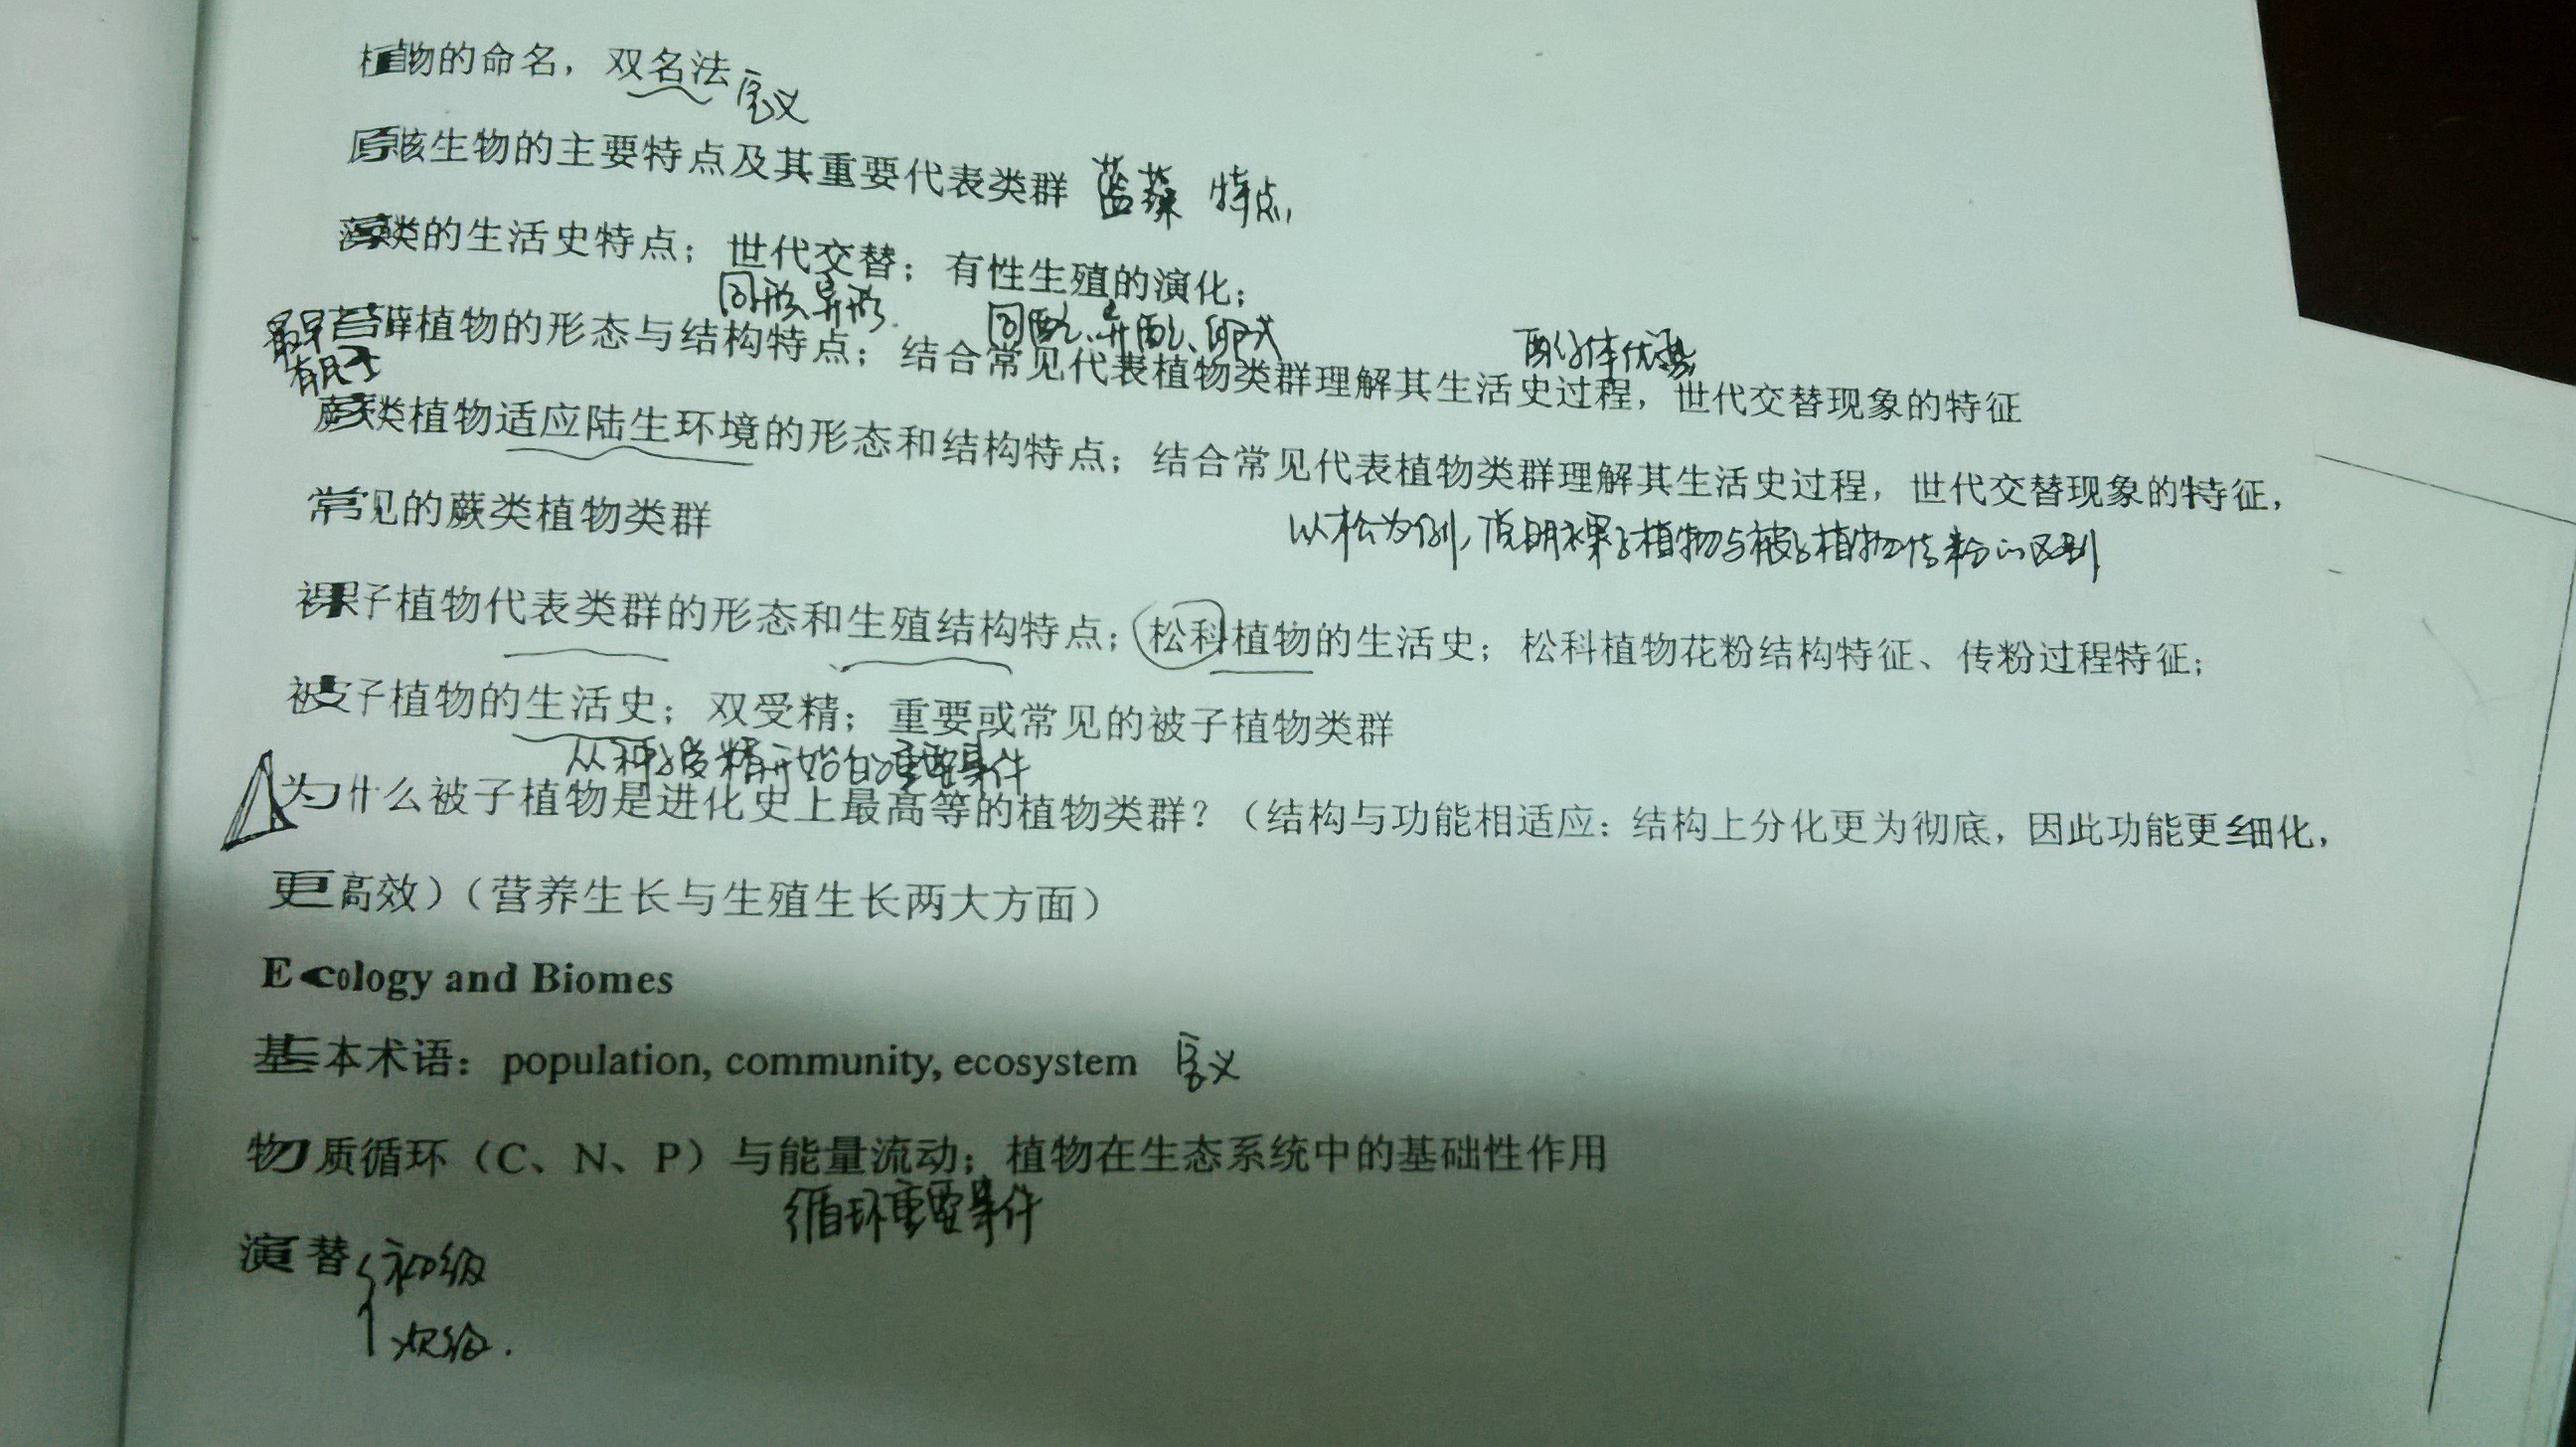 植物的命名，双名法 定义
原核生物的主要特点及其重要代表类群 蓝藻 特点，
藻类的生活史特点；世代交替；有性生殖的演化；
同形、异形. 同配、异配、卵式
最早 苔藓植物的形态与结构特点；结合常见代表植物类群理解其生活史过程，世代交替现象的特征
有胚 配子体优势
蕨类植物适应陆生环境的形态和结构特点；结合常见代表植物类群理解其生活史过程，世代交替现象的特征，
常见的蕨类植物类群
以松为例，说明裸子植物与被子植物传粉的区别
裸子植物代表类群的形态和生殖结构特点；松科植物的生活史；松科植物花粉结构特征、传粉过程特征；
被子植物的生活史；双受精；重要或常见的被子植物类群
从种子受精开始的重要事件
为什么被子植物是进化史上最高等的植物类群？（结构与功能相适应：结构上分化更为彻底，因此功能更细化，
更高效）（营养生长与生殖生长两大方面）
Ecology and Biomes
基本术语：population, community, ecosystem 定义
物质循环（C、N、P）与能量流动；植物在生态系统中的基础性作用
循环重要事件
演替 初级
次级.